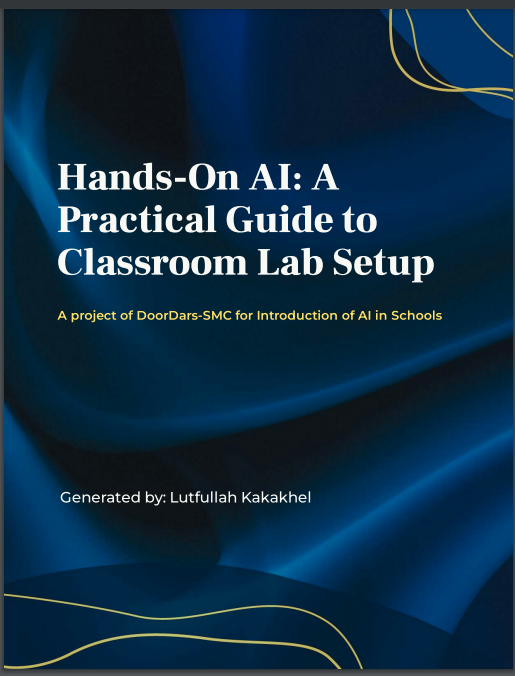 Hands-On AI: A
Practical Guide to
Classroom Lab Setup
A project of DoorDars-SMC for Introduction of AI in Schools
Generated by: Lutfullah Kakakhel